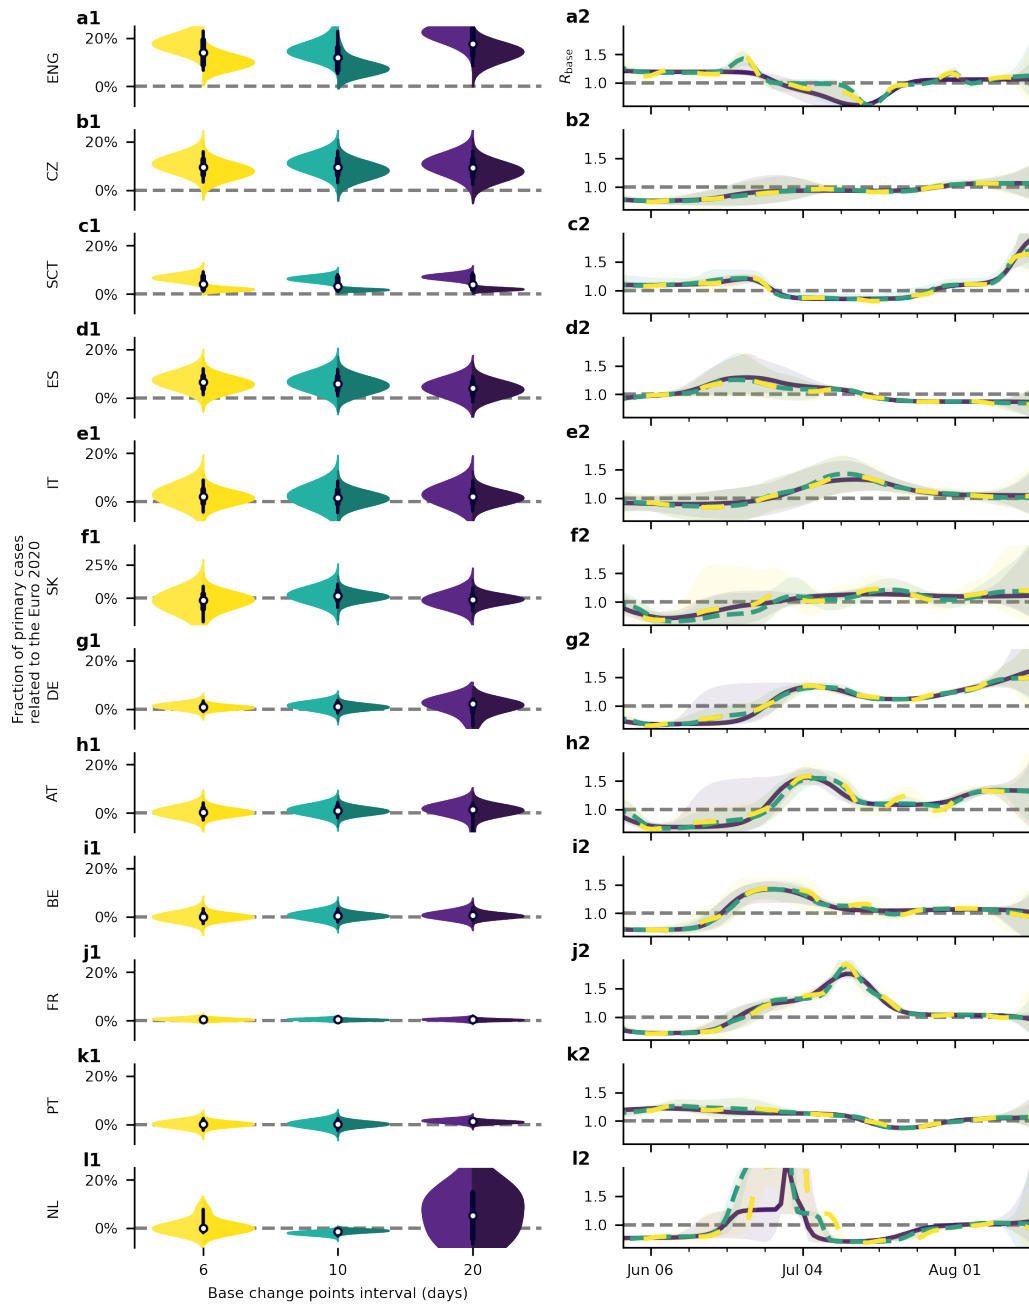 a1
20%
0%
ENG
a2
1.5
1.0
R_base
b1
20%
0%
CZ
b2
1.5
1.0
c1
20%
0%
SCT
c2
1.5
1.0
d1
20%
0%
ES
d2
1.5
1.0
e1
20%
0%
IT
e2
1.5
1.0
f1
25%
0%
SK
f2
1.5
1.0
Fraction of primary cases
related to the Euro 2020
g1
20%
0%
DE
g2
1.5
1.0
h1
20%
0%
AT
h2
1.5
1.0
i1
20%
0%
BE
i2
1.5
1.0
j1
20%
0%
FR
j2
1.5
1.0
k1
20%
0%
PT
k2
1.5
1.0
l1
20%
0%
NL
l2
1.5
1.0
6 10 20
Base change points interval (days)
Jun 06 Jul 04 Aug 01